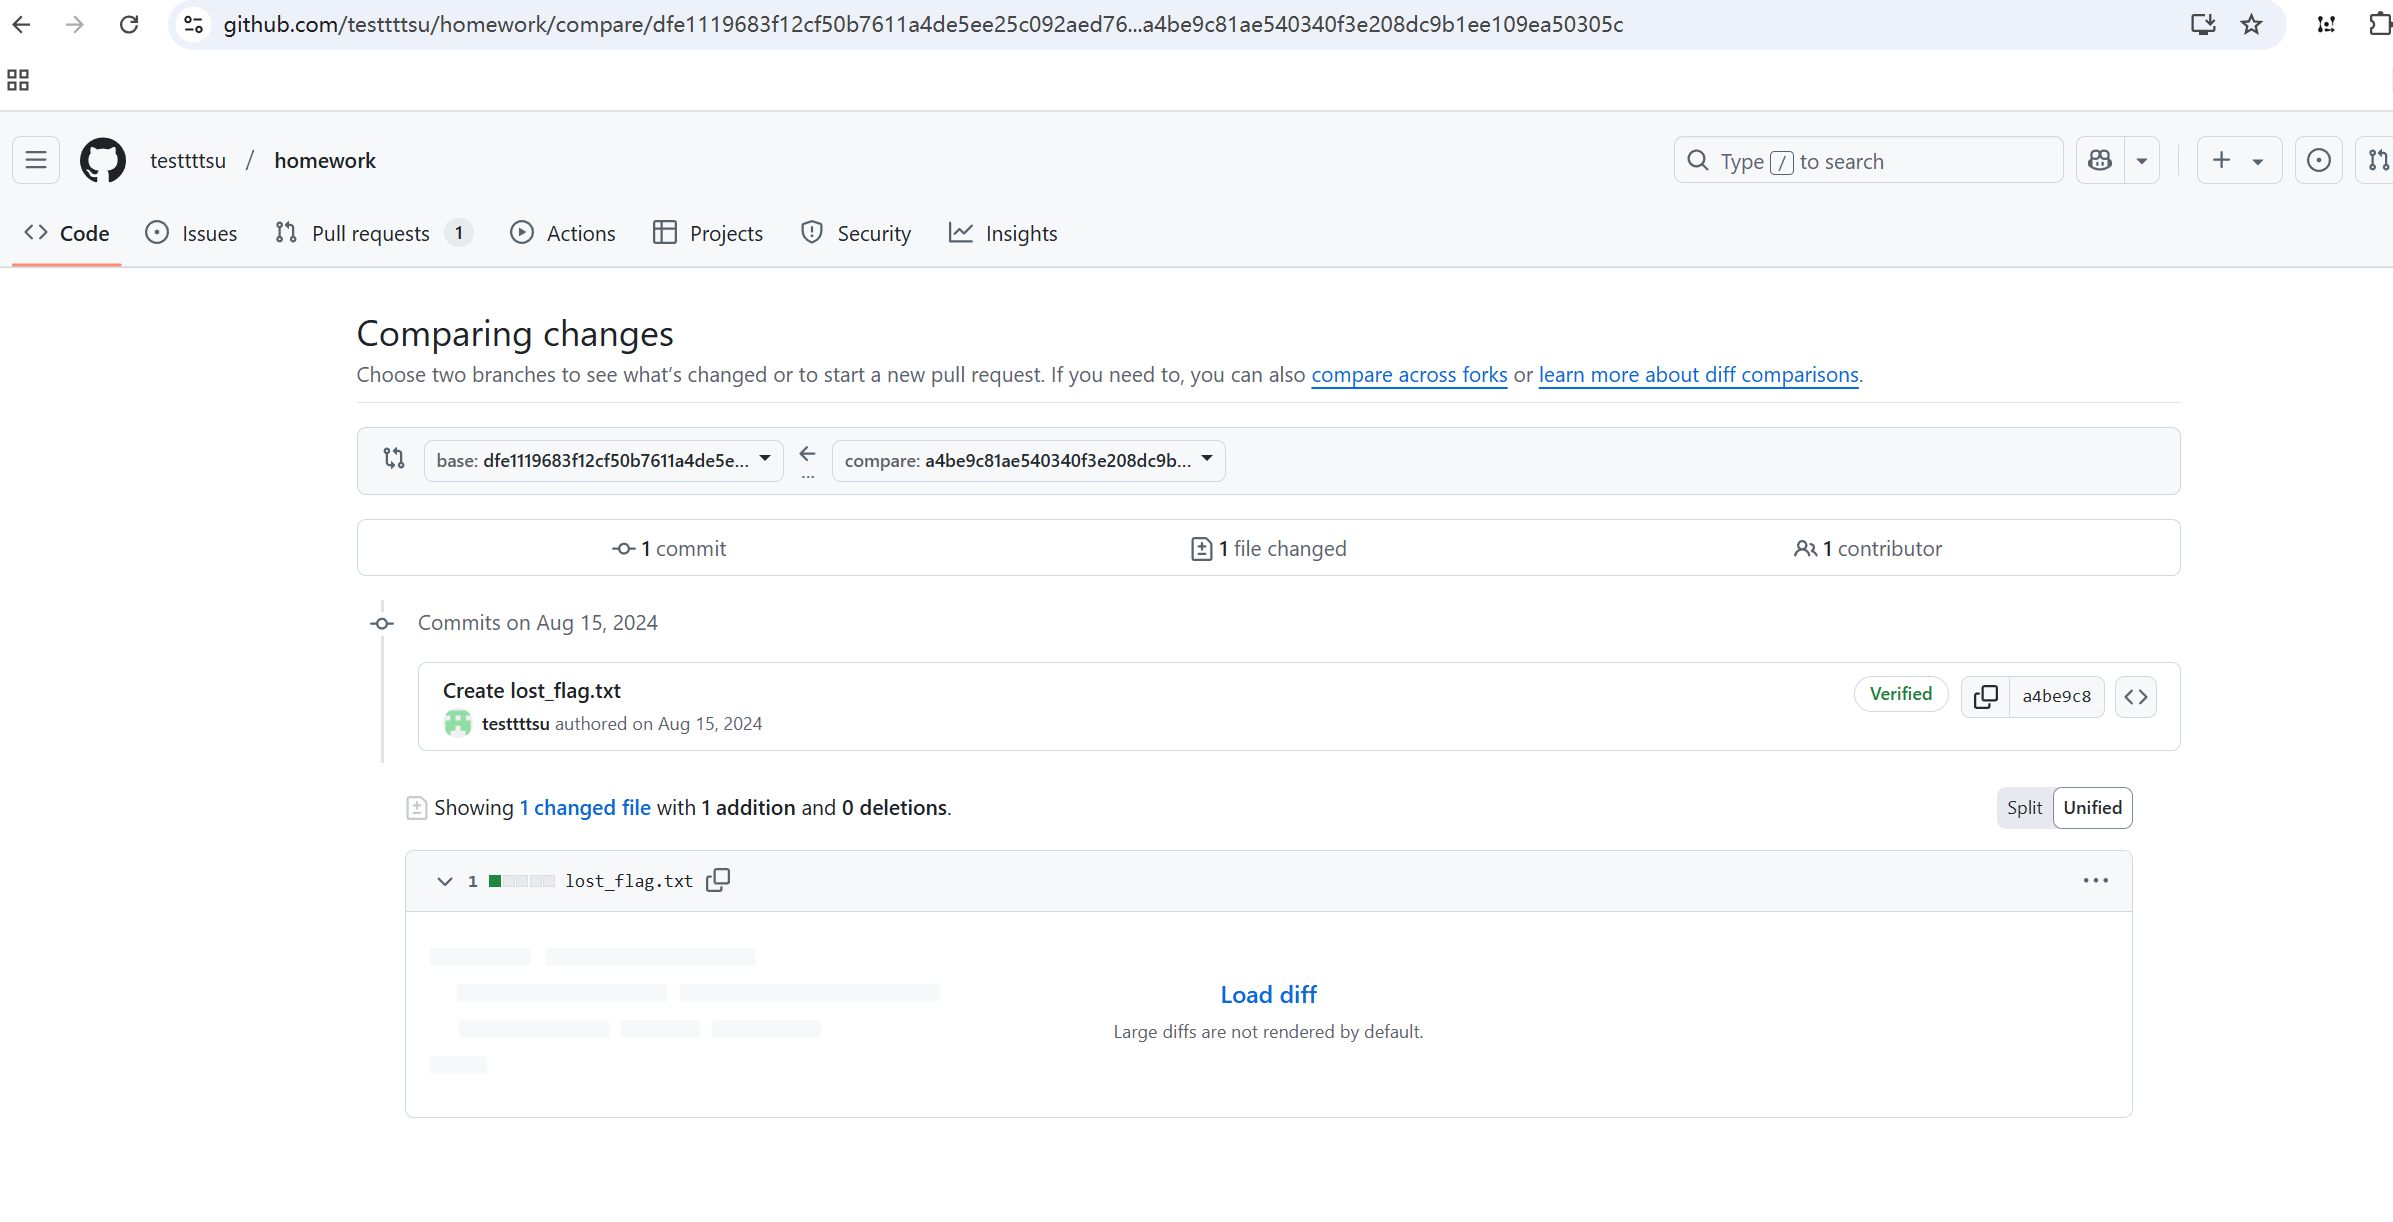 github.com/testtttsu/homework/compare/dfe1119683f12cf50b7611a4de5ee25c092aed76...a4be9c81ae540340f3e208dc9b1ee109ea50305c
testtttsu / homework
Type / to search
Code
Issues
Pull requests 1
Actions
Projects
Security
Insights
Comparing changes
Choose two branches to see what's changed or to start a new pull request. If you need to, you can also compare across forks or learn more about diff comparisons.
base: dfe1119683f12cf50b7611a4de5e... ... compare: a4be9c81ae540340f3e208dc9b...
1 commit
1 file changed
1 contributor
Commits on Aug 15, 2024
Create lost_flag.txt
testtttsu authored on Aug 15, 2024
Verified
a4be9c8
Showing 1 changed file with 1 addition and 0 deletions.
Split Unified
1 lost_flag.txt
Load diff
Large diffs are not rendered by default.